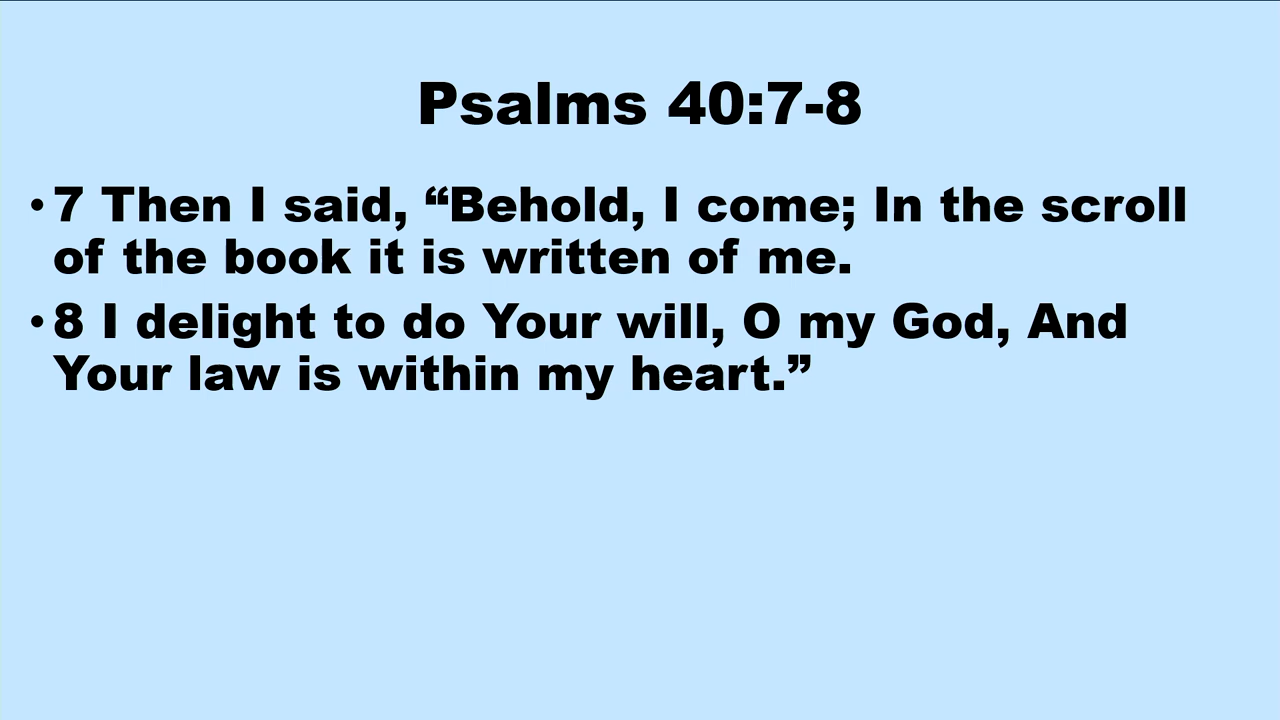 Psalms 40:7-8
• 7 Then I said, “Behold, I come; In the scroll
of the book it is written of me.
• 8 I delight to do Your will, O my God, And
Your law is within my heart.”